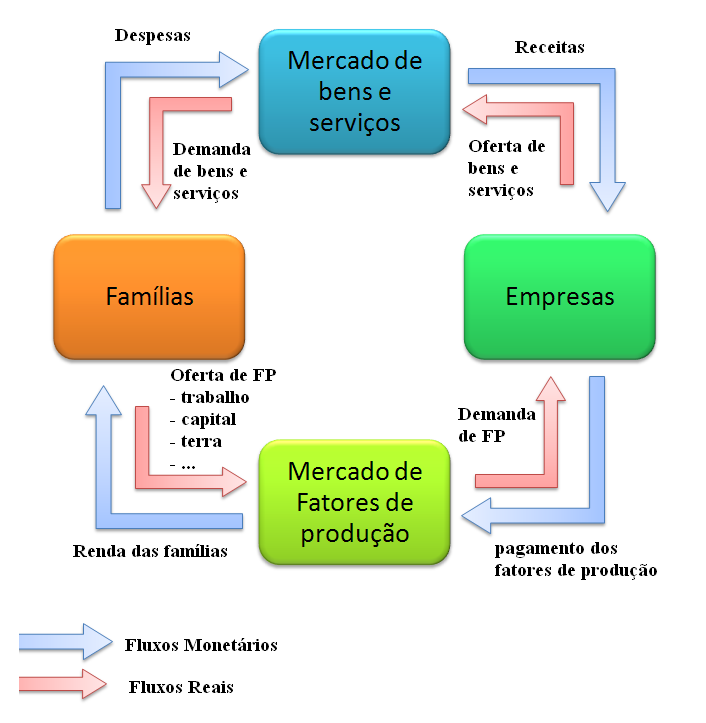 Despesas
Mercado de
bens e
serviços
Receitas
Demanda
de bens e
serviços
Oferta de
bens e
serviços
Famílias
Empresas
Oferta de FP
- trabalho
- capital
- terra
- ...
Demanda
de FP
Mercado de
Fatores de
produção
Renda das famílias
pagamento dos
fatores de produção
Fluxos Monetários
Fluxos Reais